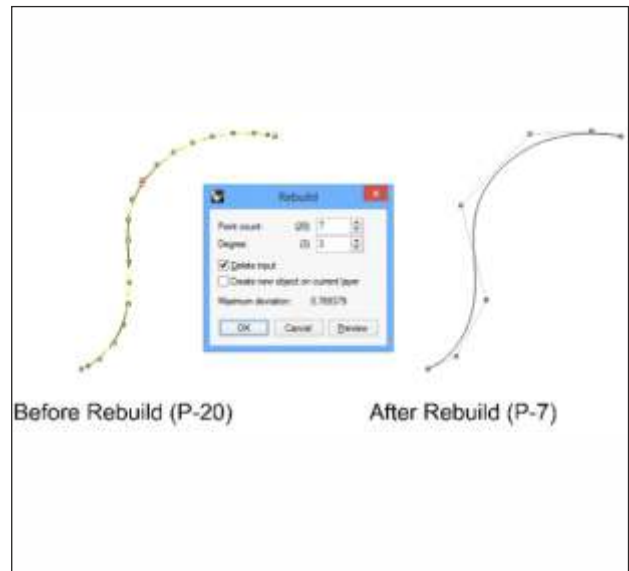 Rebuild
Point count: (20) 7
Degree: (3) 3
Delete input
Create new object on current layer
Maximum deviation:
OK Cancel Preview
Before Rebuild (P-20)
After Rebuild (P-7)